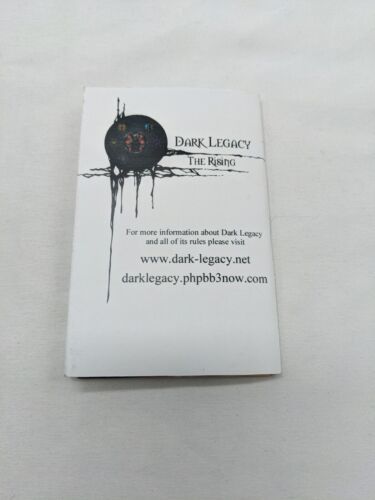 DARK LEGACY
THE RISING
For more information about Dark Legacy
and all of its rules please visit
www.dark-legacy.net
darklegacy.phpbb3now.com